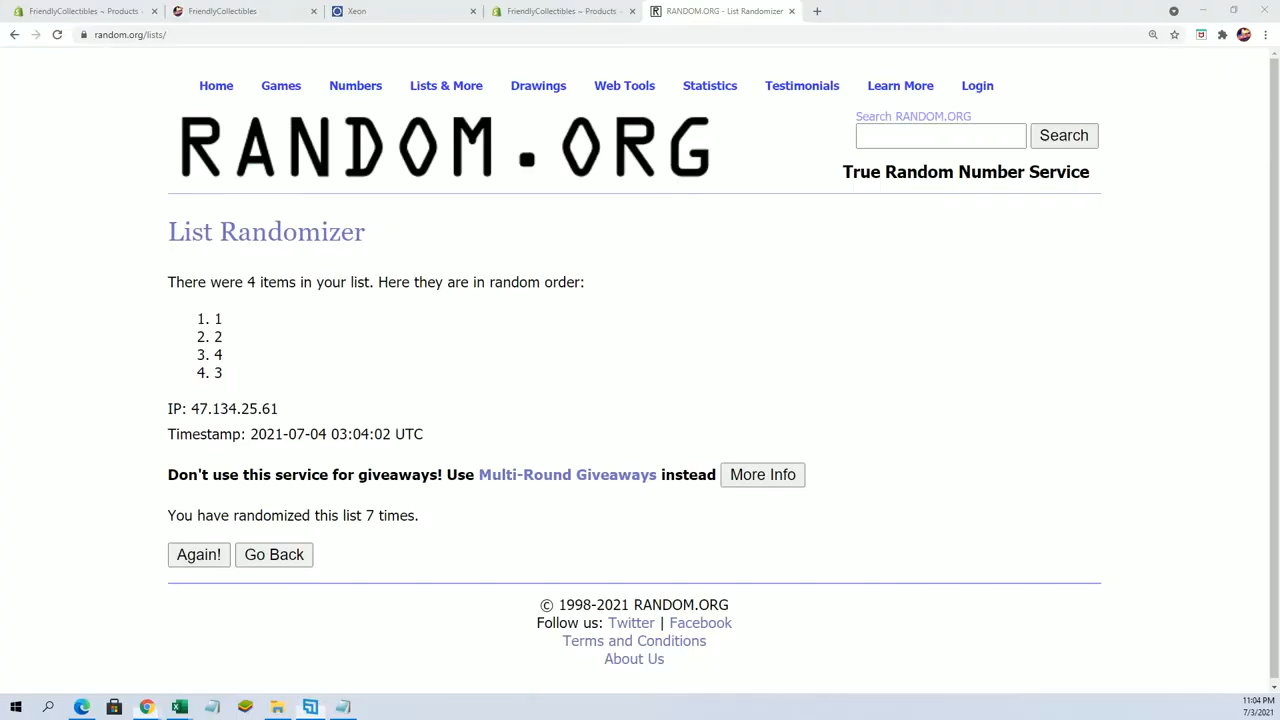 FriendlyCollectibles ~ Products -
FriendlyCollectibles
Xeon
FriendlyCollectibles ~ Products -
RANDOM.ORG - List Randomizer
random.org/lists/
Home Games Numbers Lists & More Drawings Web Tools Statistics Testimonials Learn More Login
RANDOM.ORG
Search RANDOM.ORG
Search
True Random Number Service
List Randomizer
There were 4 items in your list. Here they are in random order:
1. 1
2. 2
3. 4
4. 3
IP: 47.134.25.61
Timestamp: 2021-07-04 03:04:02 UTC
Don't use this service for giveaways! Use Multi-Round Giveaways instead More Info
You have randomized this list 7 times.
Again! Go Back
© 1998-2021 RANDOM.ORG
Follow us: Twitter | Facebook
Terms and Conditions
About Us
11:04 PM
7/3/2021